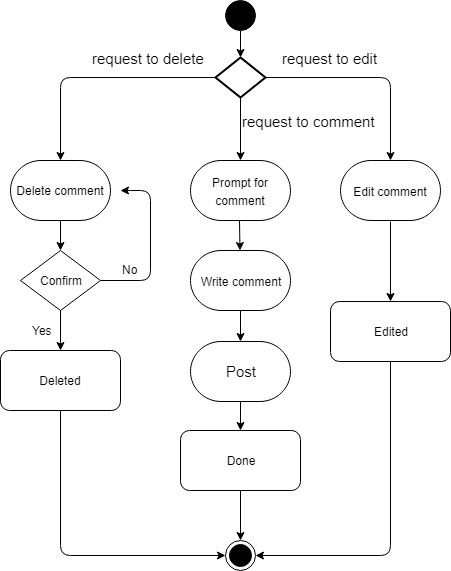 request to delete
request to edit
request to comment
Delete comment
Prompt for
comment
Edit comment
Confirm
No
Write comment
Yes
Edited
Deleted
Post
Done